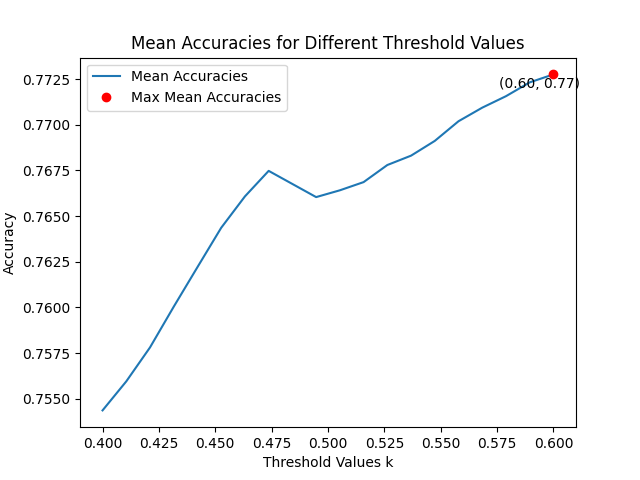 Mean Accuracies for Different Threshold Values
Mean Accuracies
Max Mean Accuracies
(0.60, 0.77)
0.7725
0.7700
0.7675
0.7650
0.7625
0.7600
0.7575
0.7550
Accuracy
0.400 0.425 0.450 0.475 0.500 0.525 0.550 0.575 0.600
Threshold Values k